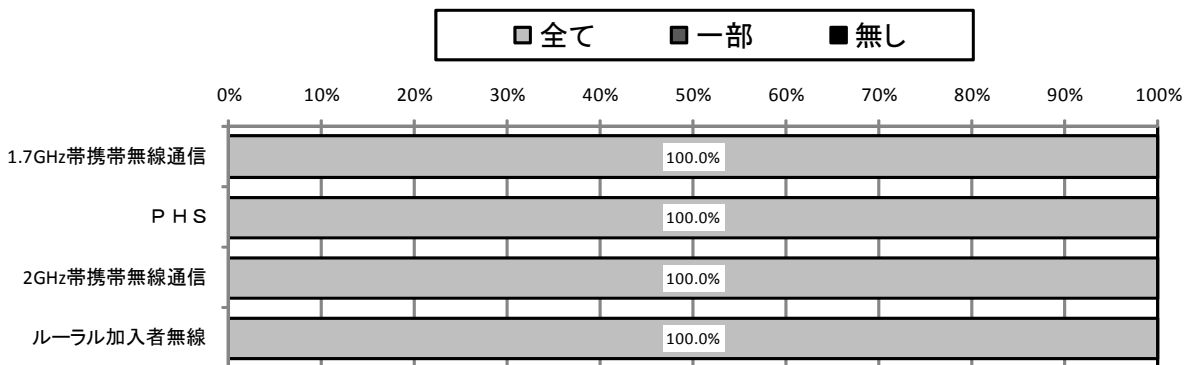 全て 一部 無し
0% 10% 20% 30% 40% 50% 60% 70% 80% 90% 100%
1.7GHz帯携帯無線通信 100.0%
ＰＨＳ 100.0%
2GHz帯携帯無線通信 100.0%
ルーラル加入者無線 100.0%